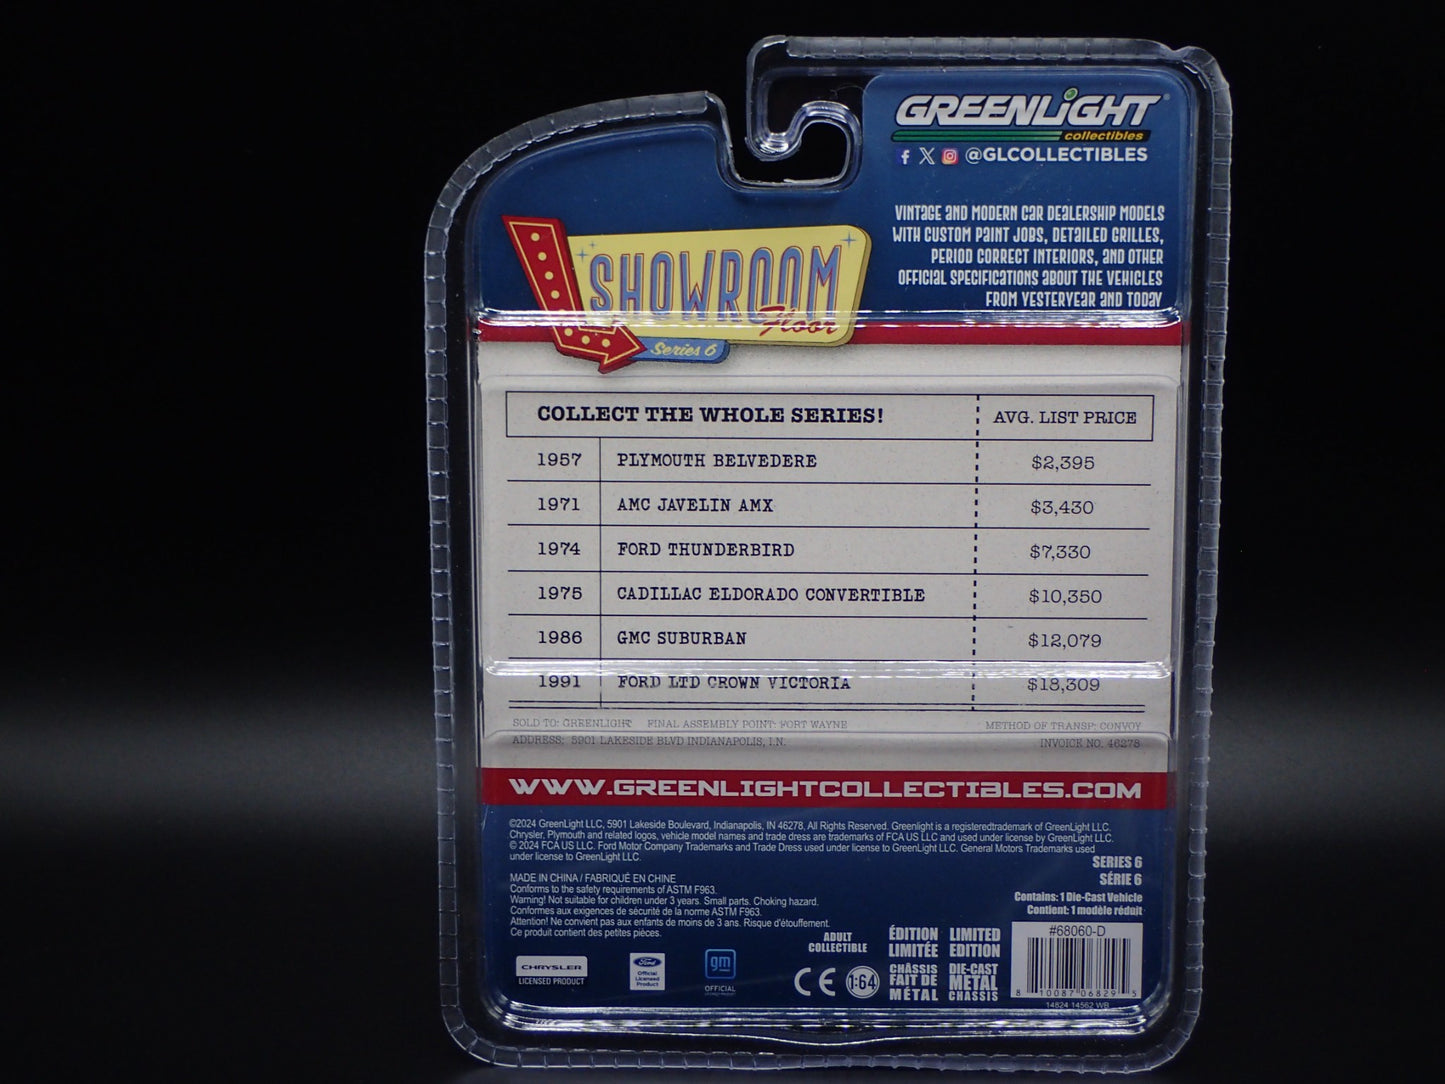 GREENLiGHT®
collectibles
f X @GLCOLLECTIBLES
VINTAGE AND MODERN CAR DEALERSHIP MODELS
WITH CUSTOM PAINT JOBS, DETAILED GRILLES,
PERIOD CORRECT INTERIORS, AND OTHER
OFFICIAL SPECIFICATIONS ABOUT THE VEHICLES
FROM YESTERYEAR AND TODAY
SHOWROOM
Floor
Series 6
COLLECT THE WHOLE SERIES! AVG. LIST PRICE
1957 PLYMOUTH BELVEDERE $2,395
1971 AMC JAVELIN AMX $3,430
1974 FORD THUNDERBIRD $7,330
1975 CADILLAC ELDORADO CONVERTIBLE $10,350
1986 GMC SUBURBAN $12,079
1991 FORD LTD CROWN VICTORIA $18,309
SOLD TO: GREENLIGHT FINAL ASSEMBLY POINT: FORT WAYNE METHOD OF TRANSP: CONVOY
ADDRESS: 5901 LAKESIDE BLVD INDIANAPOLIS, I.N. INVOICE NO. 46278
WWW.GREENLIGHTCOLLECTIBLES.COM
©2024 GreenLight LLC, 5901 Lakeside Boulevard, Indianapolis, IN 46278, All Rights Reserved. Greenlight is a registeredtrademark of GreenLight LLC.
Chrysler, Plymouth and related logos, vehicle model names and trade dress are trademarks of FCA US LLC and used under license by GreenLight LLC.
© 2024 FCA US LLC. Ford Motor Company Trademarks and Trade Dress used under license to GreenLight LLC. General Motors Trademarks used
under license to GreenLight LLC.
SERIES 6
SÉRIE 6
Contains: 1 Die-Cast Vehicle
Contient: 1 modèle réduit
MADE IN CHINA / FABRIQUÉ EN CHINE
Conforms to the safety requirements of ASTM F963.
Warning! Not suitable for children under 3 years. Small parts. Choking hazard.
Conformes aux exigences de sécurité de la norme ASTM F963.
Attention! Ne convient pas aux enfants de moins de 3 ans. Risque d'étouffement.
Ce produit contient des petites pièces.
CHRYSLER
LICENSED PRODUCT
Ford
Official
Licensed
Product
gm
OFFICIAL
ADULT
COLLECTIBLE
CE 1:64
ÉDITION
LIMITÉE
CHÂSSIS
FAIT DE
MÉTAL
LIMITED
EDITION
DIE-CAST
METAL
CHASSIS
#68060-D
8 10087 06829 5
14824 14562 WB